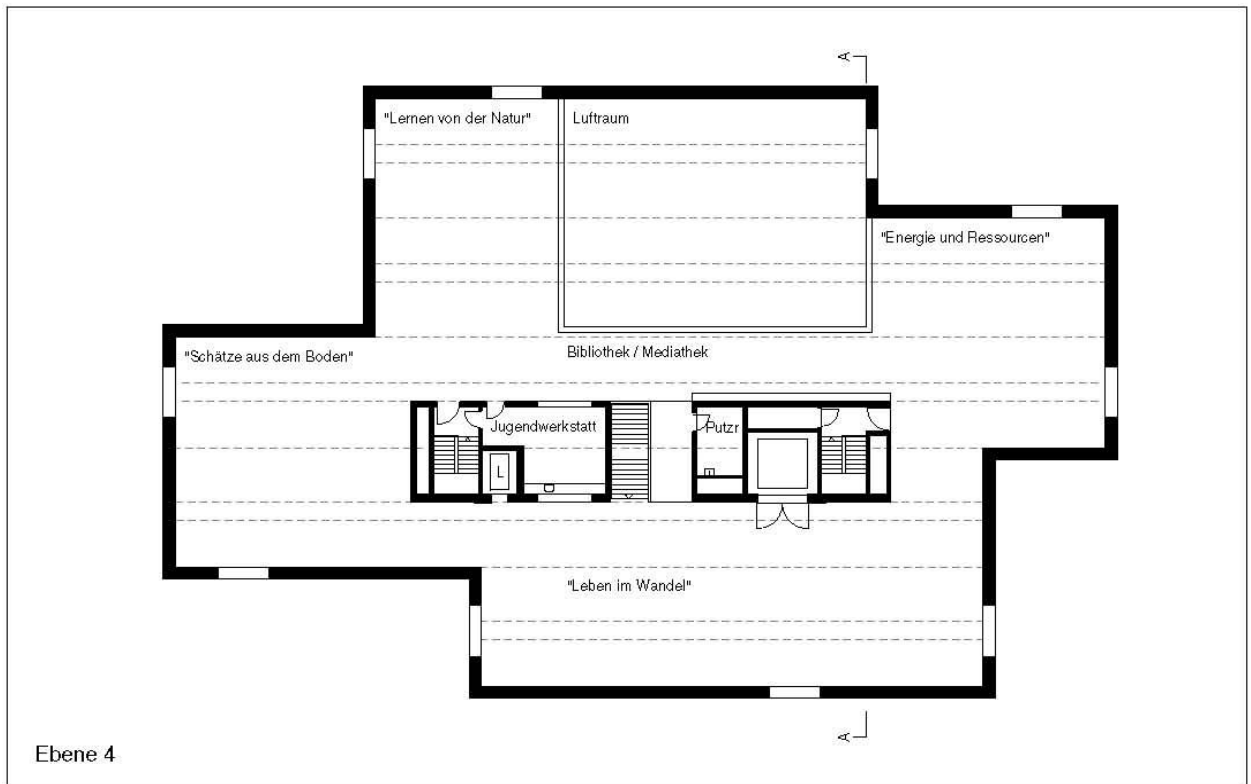 A
"Lernen von der Natur"
Luftraum
"Energie und Ressourcen"
"Schätze aus dem Boden"
Bibliothek / Mediathek
Jugendwerkstatt
Putzr
L
"Leben im Wandel"
A
Ebene 4